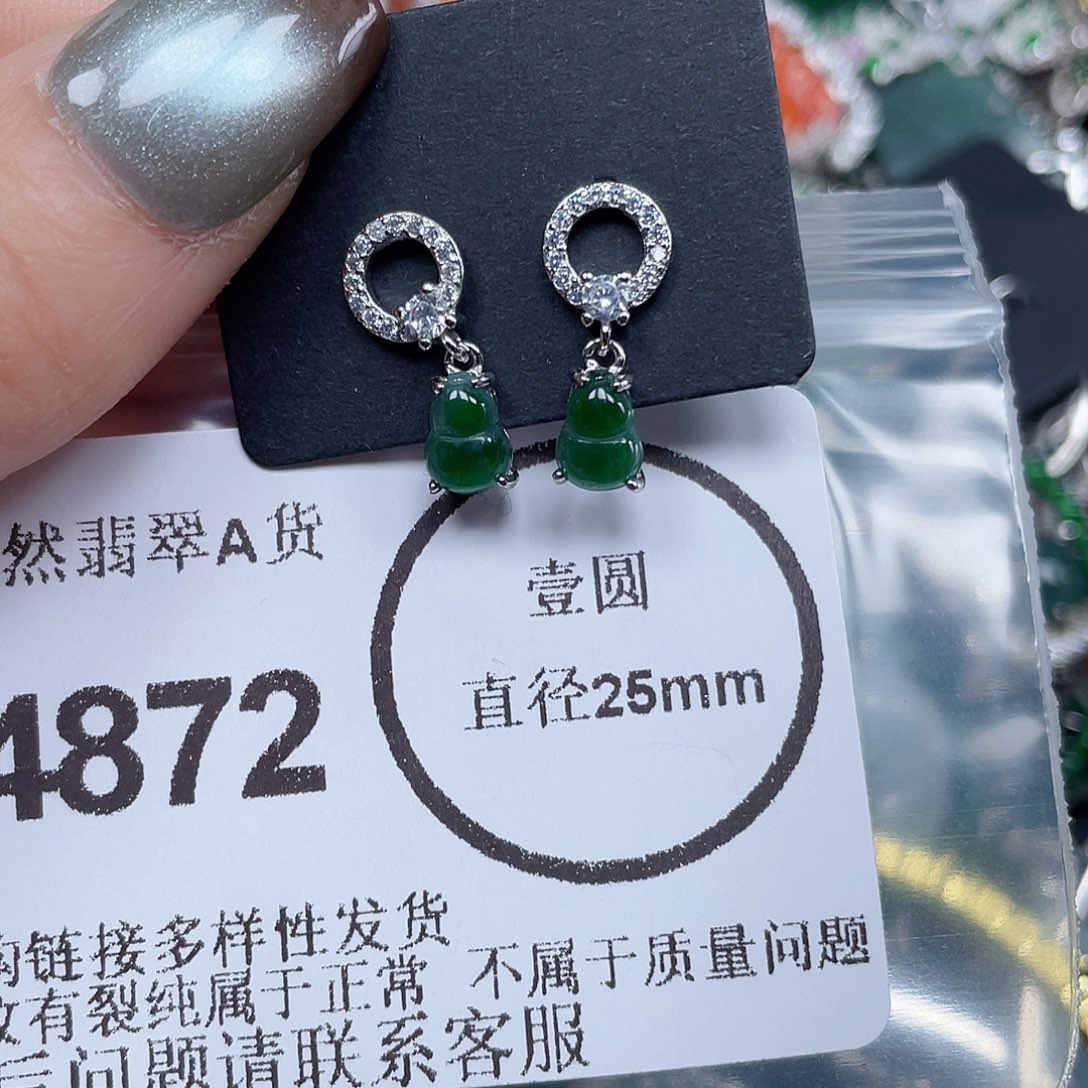 然翡翠A货
壹圆
直径25mm
4872
购链接多样性发货
有裂纯属于正常 不属于质量问题
后问题请联系客服